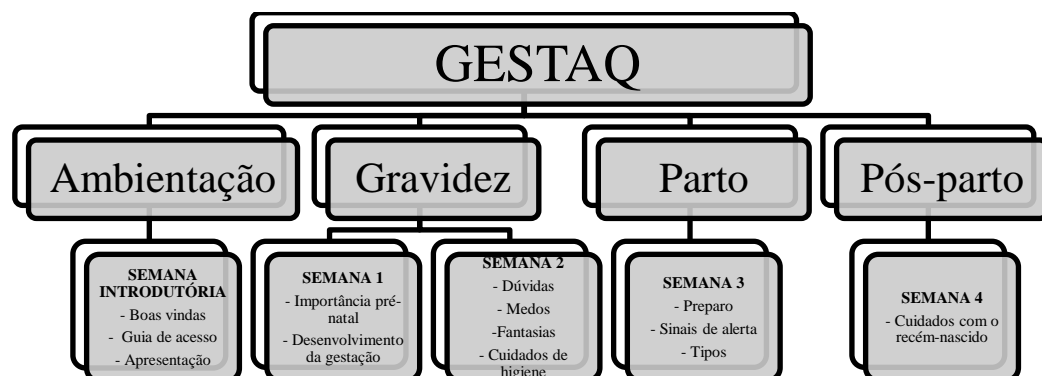 GESTAQ
Ambientação
Gravidez
Parto
Pós-parto
SEMANA
INTRODUTÓRIA
- Boas vindas
- Guia de acesso
- Apresentação
SEMANA 1
- Importância pré-
natal
- Desenvolvimento
da gestação
SEMANA 2
- Dúvidas
- Medos
-Fantasias
- Cuidados de
higiene
SEMANA 3
- Preparo
- Sinais de alerta
- Tipos
SEMANA 4
- Cuidados com o
recém-nascido